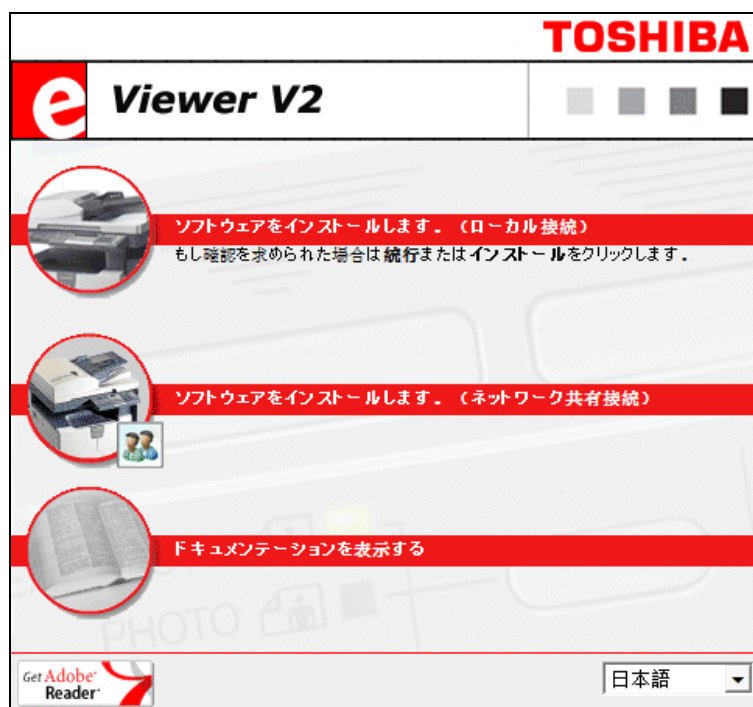 TOSHIBA
e Viewer V2
ソフトウェアをインストールします．（ローカル接続）
もし確認を求められた場合は続行またはインストールをクリックします．
ソフトウェアをインストールします．（ネットワーク共有接続）
ドキュメンテーションを表示する
PHOTO
Get Adobe
Reader
日本語